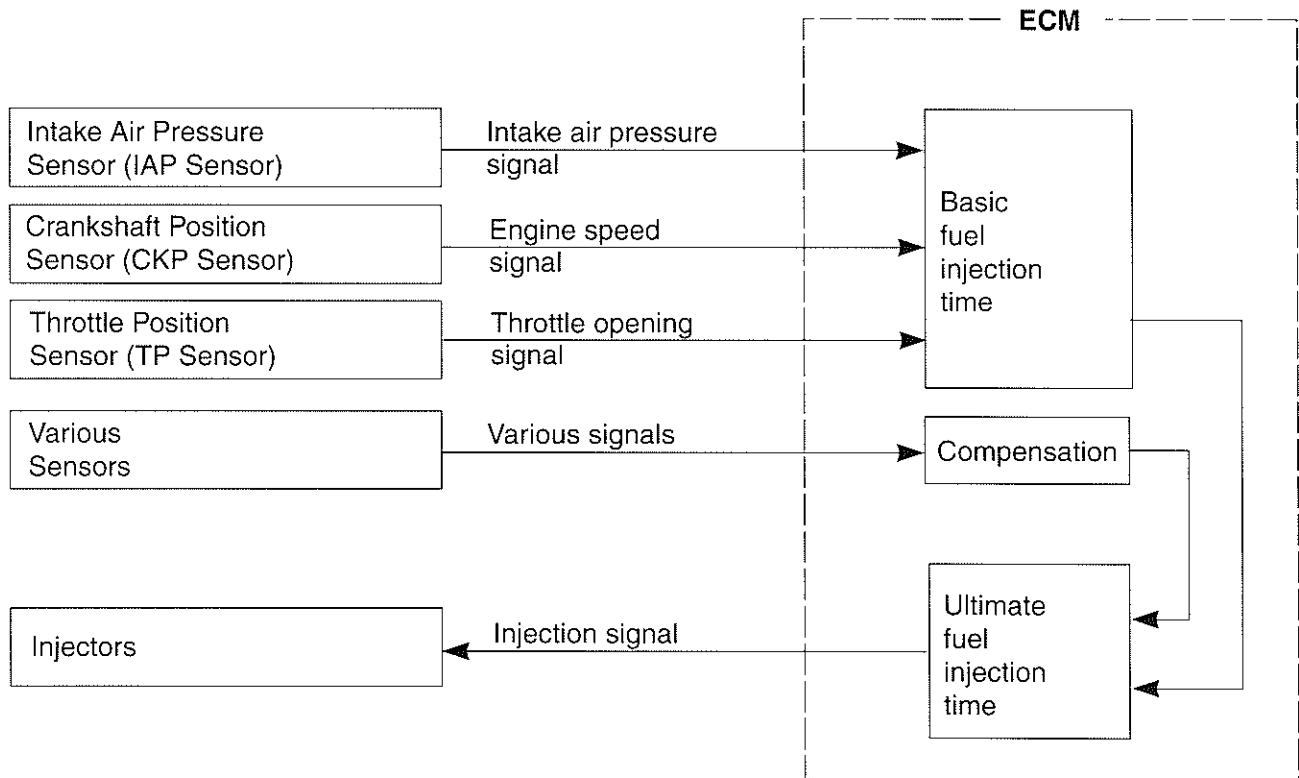 ECM
Intake Air Pressure
Sensor (IAP Sensor)
Intake air pressure
signal
Crankshaft Position
Sensor (CKP Sensor)
Engine speed
signal
Throttle Position
Sensor (TP Sensor)
Throttle opening
signal
Basic
fuel
injection
time
Various
Sensors
Various signals
Compensation
Injectors
Injection signal
Ultimate
fuel
injection
time